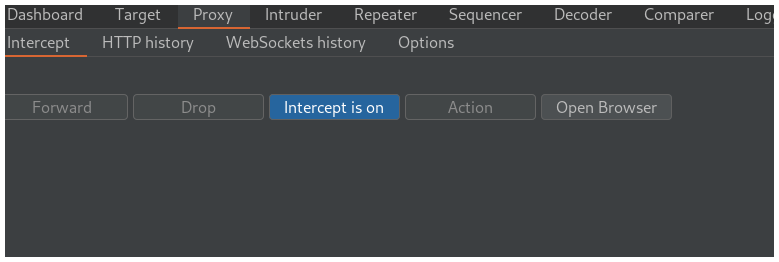 Dashboard Target Proxy Intruder Repeater Sequencer Decoder Comparer
Intercept HTTP history WebSockets history Options
Forward Drop Intercept is on Action Open Browser